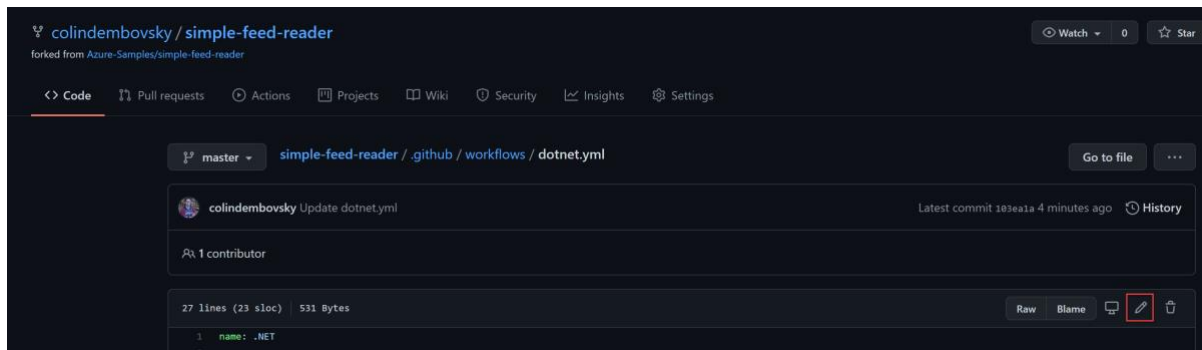 colindembovsky / simple-feed-reader
Watch 0 Star
forked from Azure-Samples/simple-feed-reader
<> Code Pull requests Actions Projects Wiki Security Insights Settings
master simple-feed-reader / .github / workflows / dotnet.yml Go to file ...
colindembovsky Update dotnet.yml Latest commit 103ea1a 4 minutes ago History
1 contributor
27 lines (23 sloc) 531 Bytes Raw Blame
1 name: .NET